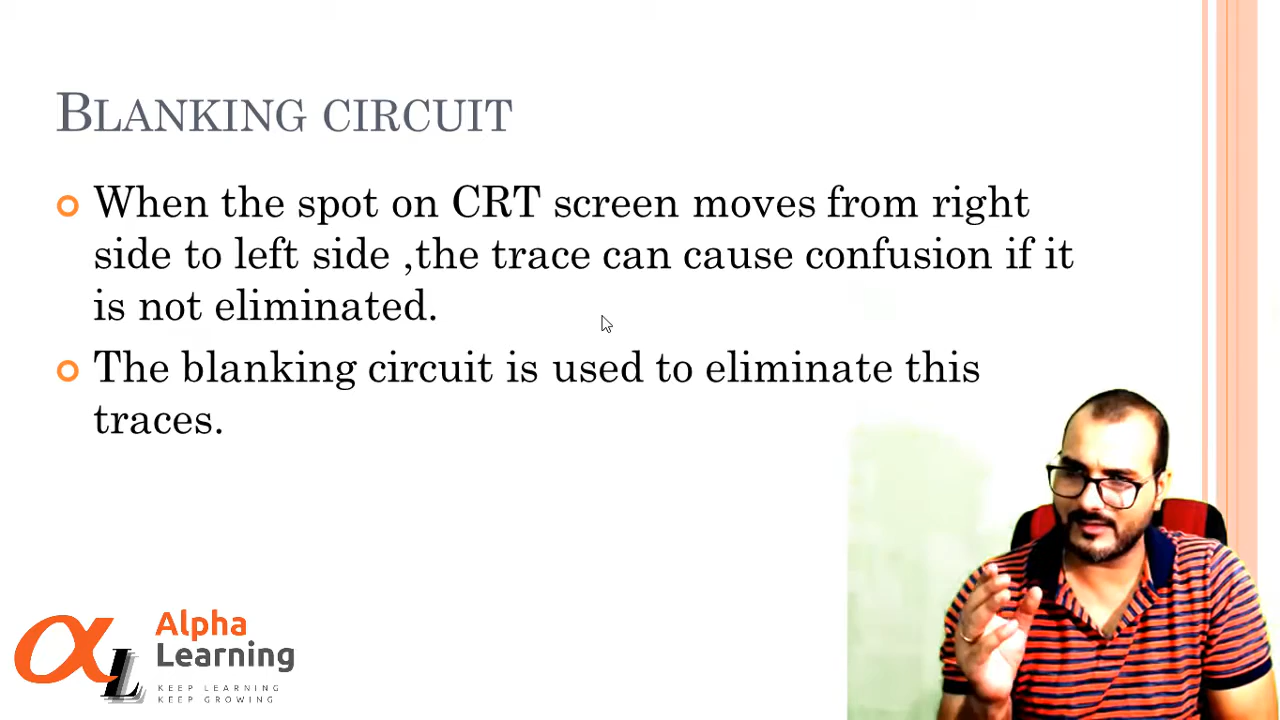 BLANKING CIRCUIT
When the spot on CRT screen moves from right
side to left side ,the trace can cause confusion if it
is not eliminated.
The blanking circuit is used to eliminate this
traces.
α
L
Alpha
Learning
KEEP LEARNING
KEEP GROWING